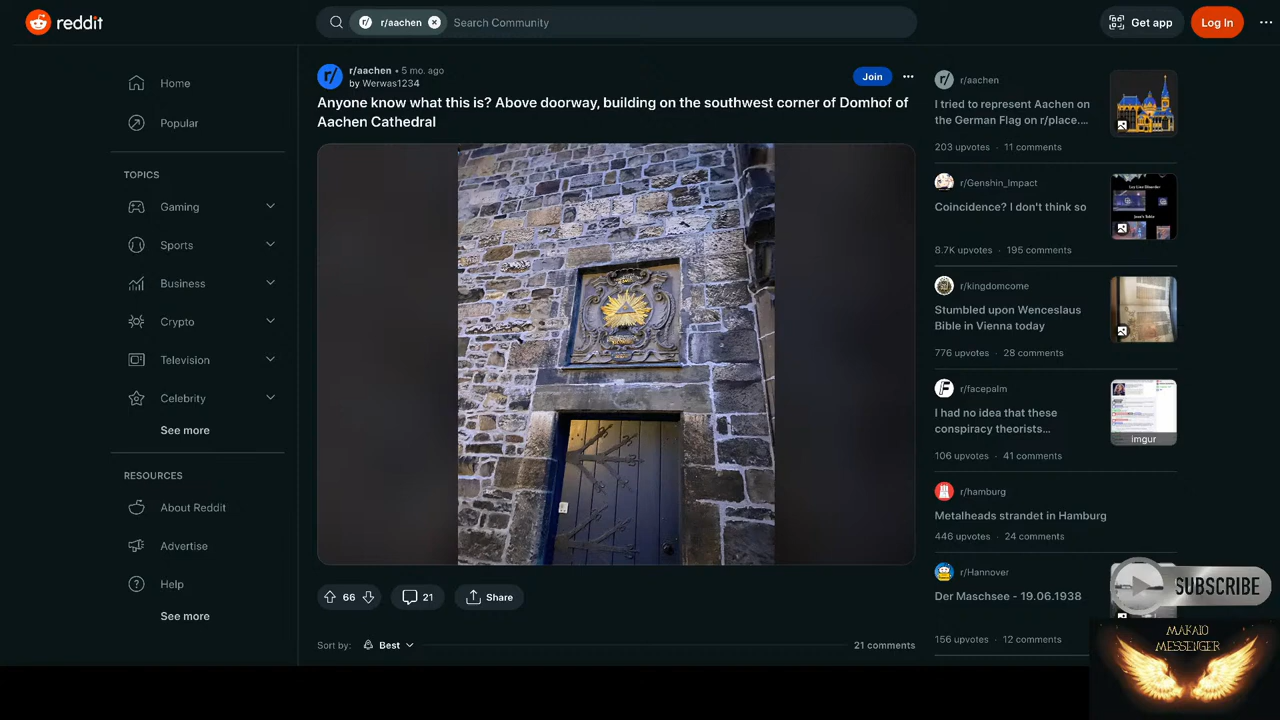 reddit
r/aachen
Search Community
Get app
Log In
Home
Popular
TOPICS
Gaming
Sports
Business
Crypto
Television
Celebrity
See more
RESOURCES
About Reddit
Advertise
Help
See more
r/aachen • 5 mo. ago
by Werwas1234
Join
Anyone know what this is? Above doorway, building on the southwest corner of Domhof of
Aachen Cathedral
66
21
Share
Sort by:
Best
21 comments
r/aachen
I tried to represent Aachen on
the German Flag on r/place....
203 upvotes · 11 comments
r/Genshin_Impact
Coincidence? I don't think so
8.7K upvotes · 195 comments
r/kingdomcome
Stumbled upon Wenceslaus
Bible in Vienna today
776 upvotes · 28 comments
r/facepalm
I had no idea that these
conspiracy theorists...
imgur
106 upvotes · 41 comments
r/hamburg
Metalheads strandet in Hamburg
446 upvotes · 24 comments
r/Hannover
Der Maschsee - 19.06.1938
156 upvotes · 12 comments
SUBSCRIBE
MAKAIO
MESSENGER